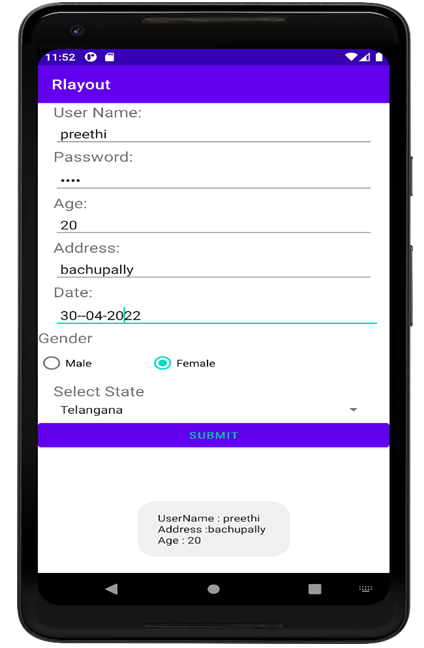 11:52
Rlayout
User Name:
preethi
Password:
••••
Age:
20
Address:
bachupally
Date:
30--04-2022
Gender
Male Female
Select State
Telangana
SUBMIT
UserName : preethi
Address :bachupally
Age : 20